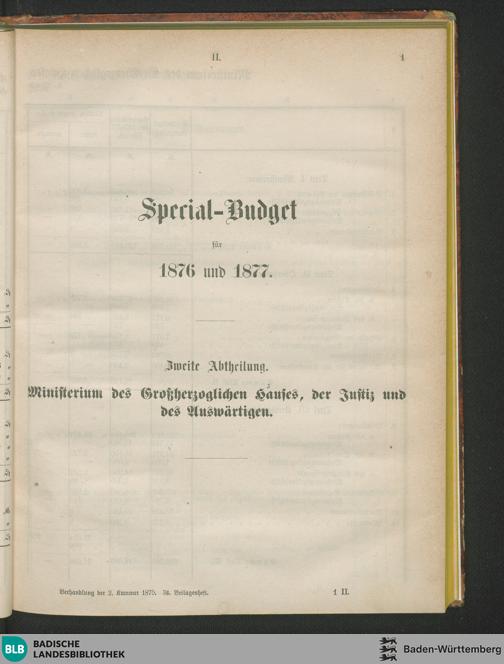 II. 1
Special-Budget
für
1876 und 1877.
Zweite Abtheilung.
Ministerium des Großherzoglichen Hauses, der Justiz und
des Auswärtigen.
Verhandlung der 2. Kammer 1875. 3s. Beilagenheft. 1 II.
BLB BADISCHE
LANDESBIBLIOTHEK
Baden-Württemberg